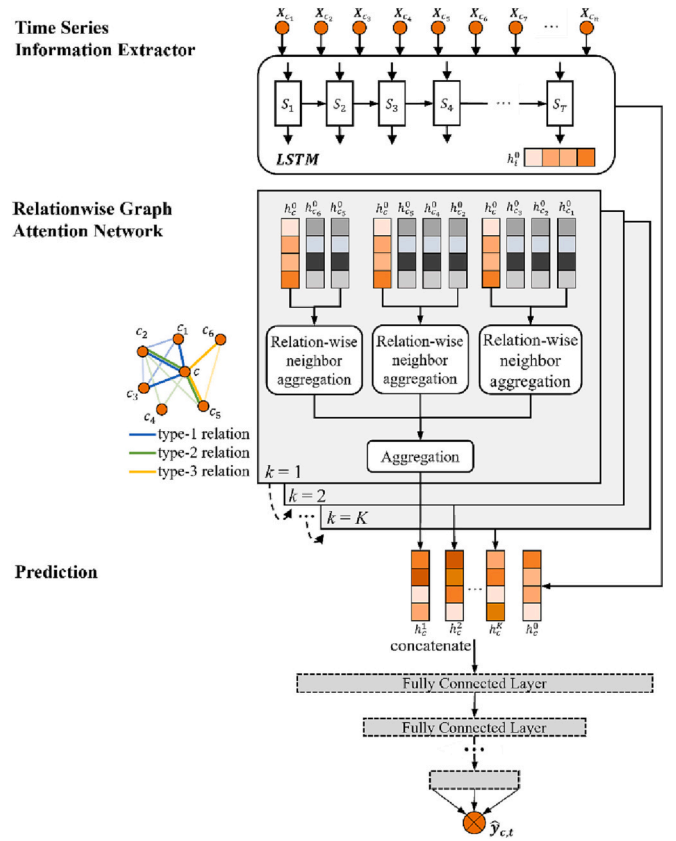 Time Series
Information Extractor
X_{c_1} X_{c_2} X_{c_3} X_{c_4} X_{c_5} X_{c_6} X_{c_7} ... X_{c_n}
S_1 S_2 S_3 S_4 ... S_T
LSTM
h_i^0
Relationwise Graph
Attention Network
h_c^0 h_{c_6}^0 h_{c_5}^0 h_c^0 h_{c_5}^0 h_{c_4}^0 h_{c_2}^0 h_c^0 h_{c_3}^0 h_{c_2}^0 h_{c_1}^0
Relation-wise
neighbor
aggregation
Relation-wise
neighbor
aggregation
Relation-wise
neighbor
aggregation
c_1
c_2
c_6
c
c_3
c_4
c_5
type-1 relation
type-2 relation
type-3 relation
Aggregation
k = 1
k = 2
...
k = K
Prediction
...
h_c^1 h_c^2 h_c^K h_c^0
concatenate
Fully Connected Layer
Fully Connected Layer
...
ŷ_{c,t}